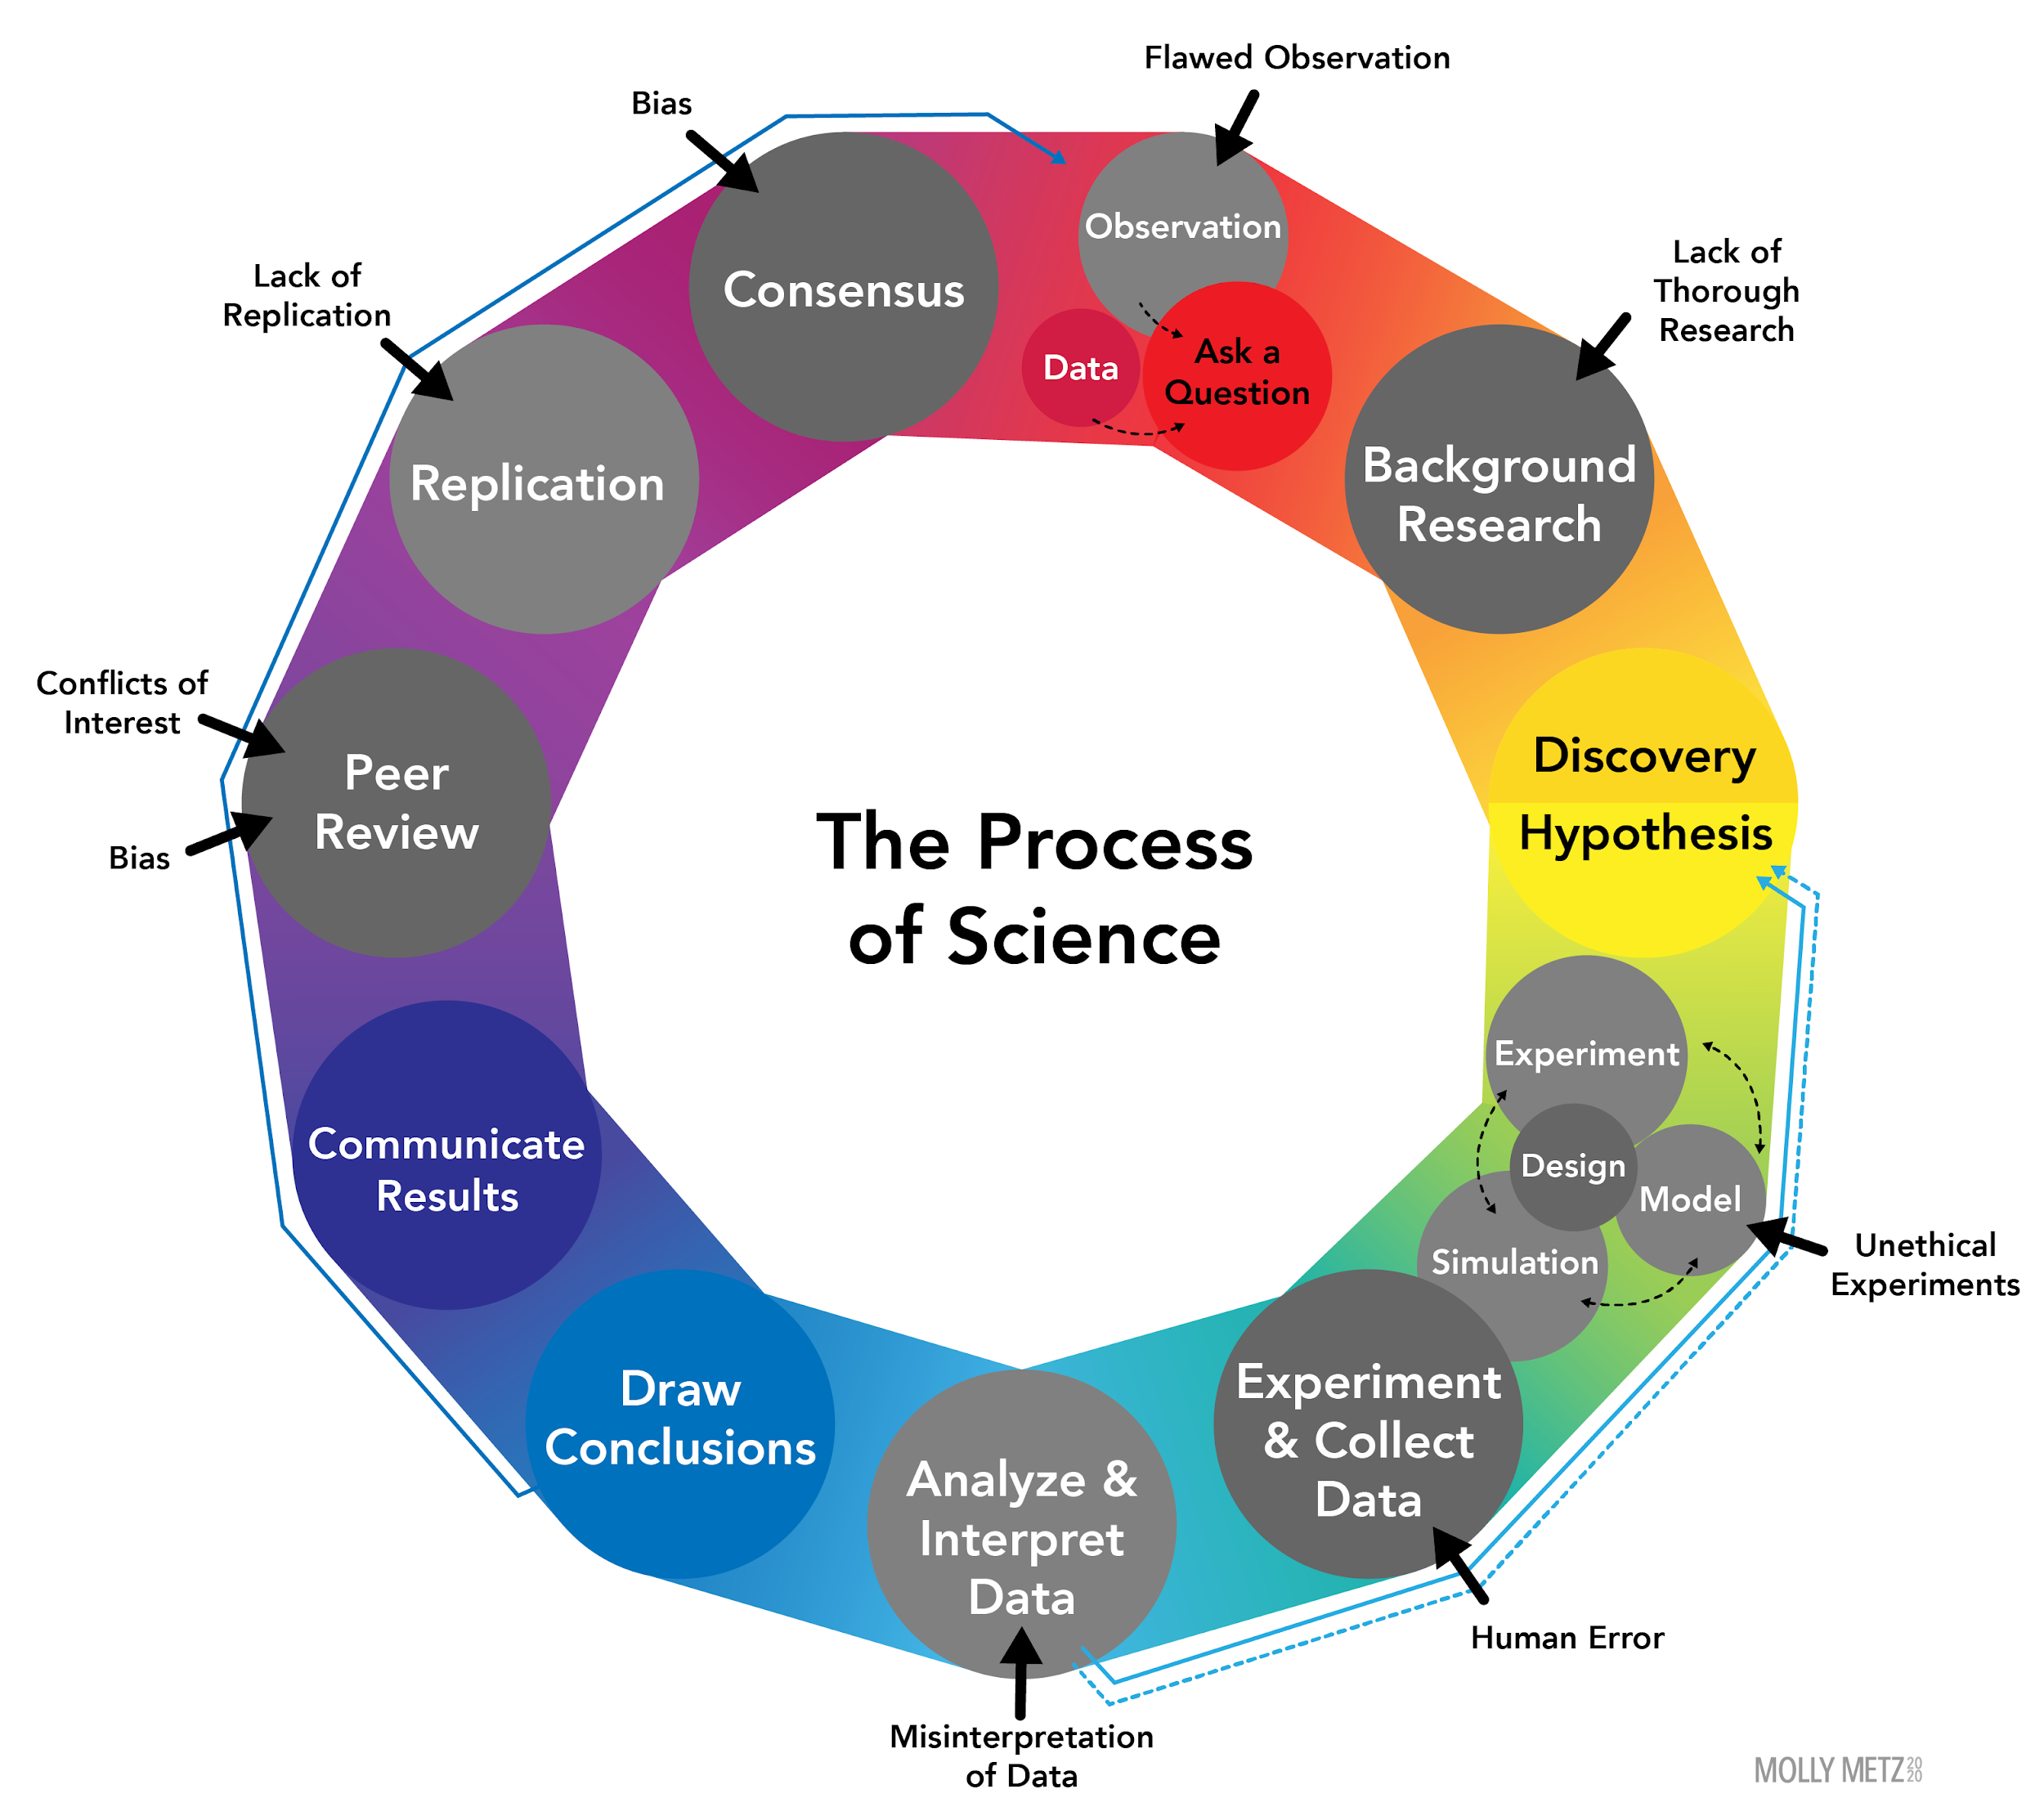 Flawed Observation
Bias
Observation
Lack of
Thorough
Research
Lack of
Replication
Consensus
Data
Ask a
Question
Background
Research
Replication
Conflicts of
Interest
Peer
Review
Bias
Discovery
Hypothesis
The Process
of Science
Experiment
Design
Model
Simulation
Unethical
Experiments
Communicate
Results
Draw
Conclusions
Experiment
& Collect
Data
Analyze &
Interpret
Data
Human Error
Misinterpretation
of Data
MOLLY METZ 2020